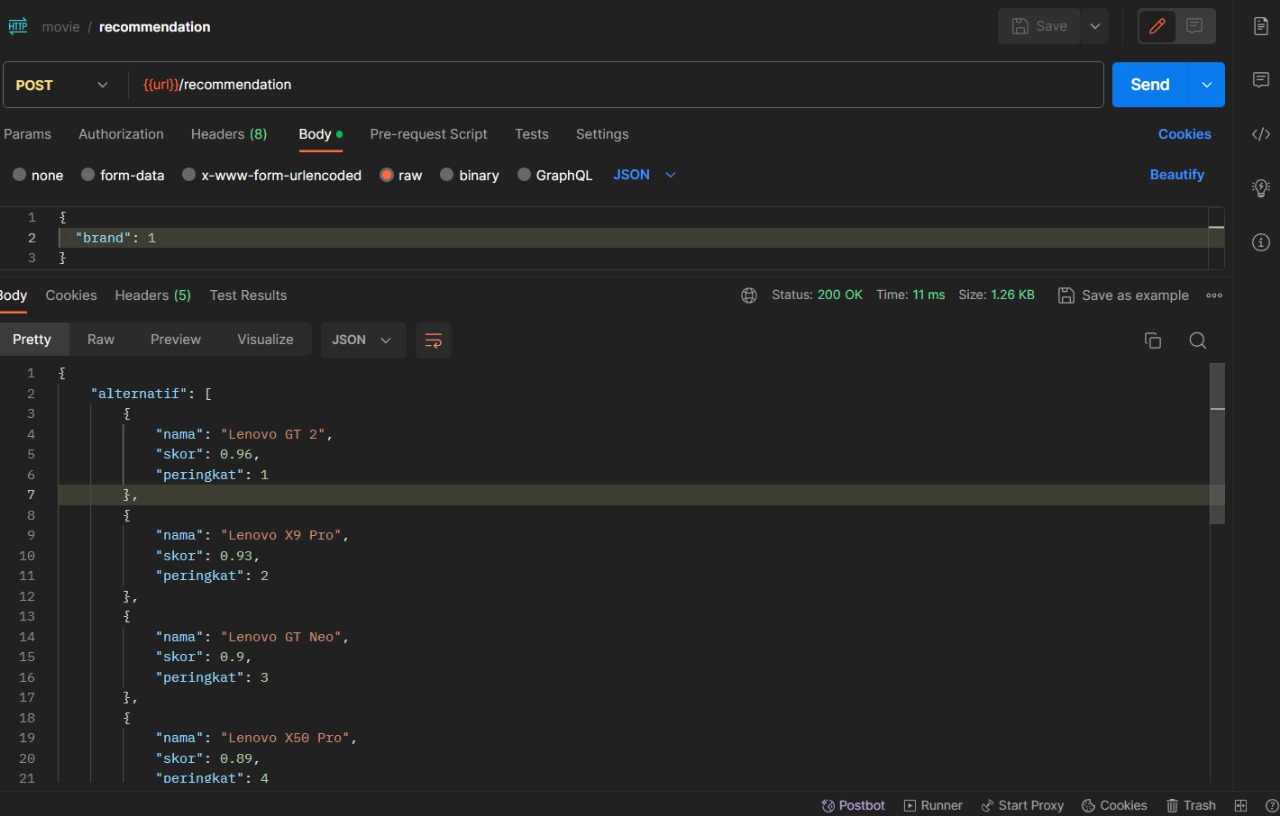 HTTP movie / recommendation Save
POST {{url}}/recommendation Send
Params Authorization Headers (8) Body Pre-request Script Tests Settings Cookies
none form-data x-www-form-urlencoded raw binary GraphQL JSON Beautify
1 {
2 "brand": 1
3 }
Body Cookies Headers (5) Test Results Status: 200 OK Time: 11 ms Size: 1.26 KB Save as example
Pretty Raw Preview Visualize JSON
1 {
2 "alternatif": [
3 {
4 "nama": "Lenovo GT 2",
5 "skor": 0.96,
6 "peringkat": 1
7 },
8 {
9 "nama": "Lenovo X9 Pro",
10 "skor": 0.93,
11 "peringkat": 2
12 },
13 {
14 "nama": "Lenovo GT Neo",
15 "skor": 0.9,
16 "peringkat": 3
17 },
18 {
19 "nama": "Lenovo X50 Pro",
20 "skor": 0.89,
21 "peringkat": 4
Postbot Runner Start Proxy Cookies Trash